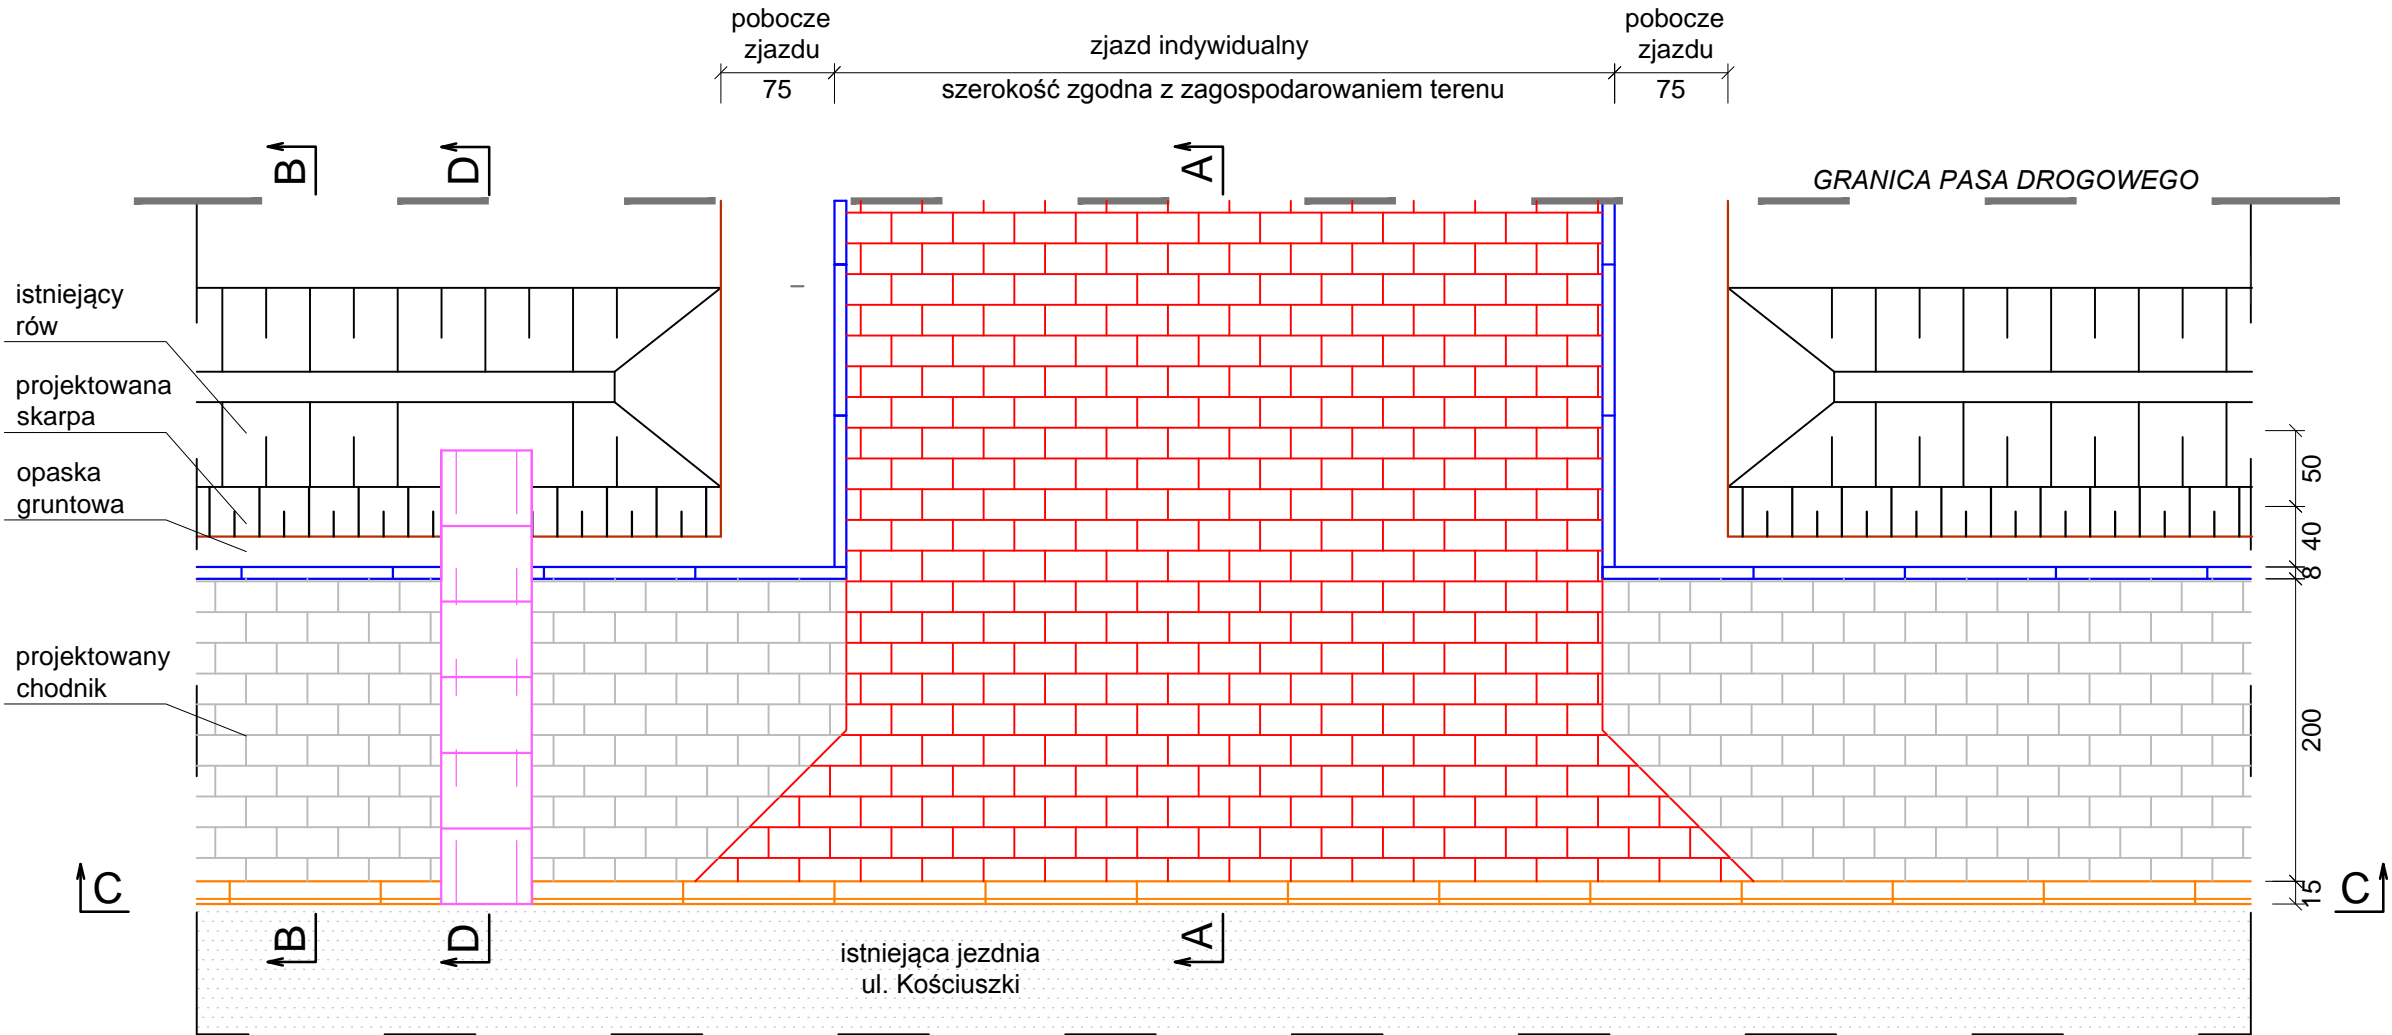 pobocze
zjazdu
75
zjazd indywidualny
szerokość zgodna z zagospodarowaniem terenu
pobocze
zjazdu
75
B
D
A
GRANICA PASA DROGOWEGO
istniejący
rów
projektowana
skarpa
opaska
gruntowa
projektowany
chodnik
50
40
8
200
15
C
C
B
D
A
istniejąca jezdnia
ul. Kościuszki